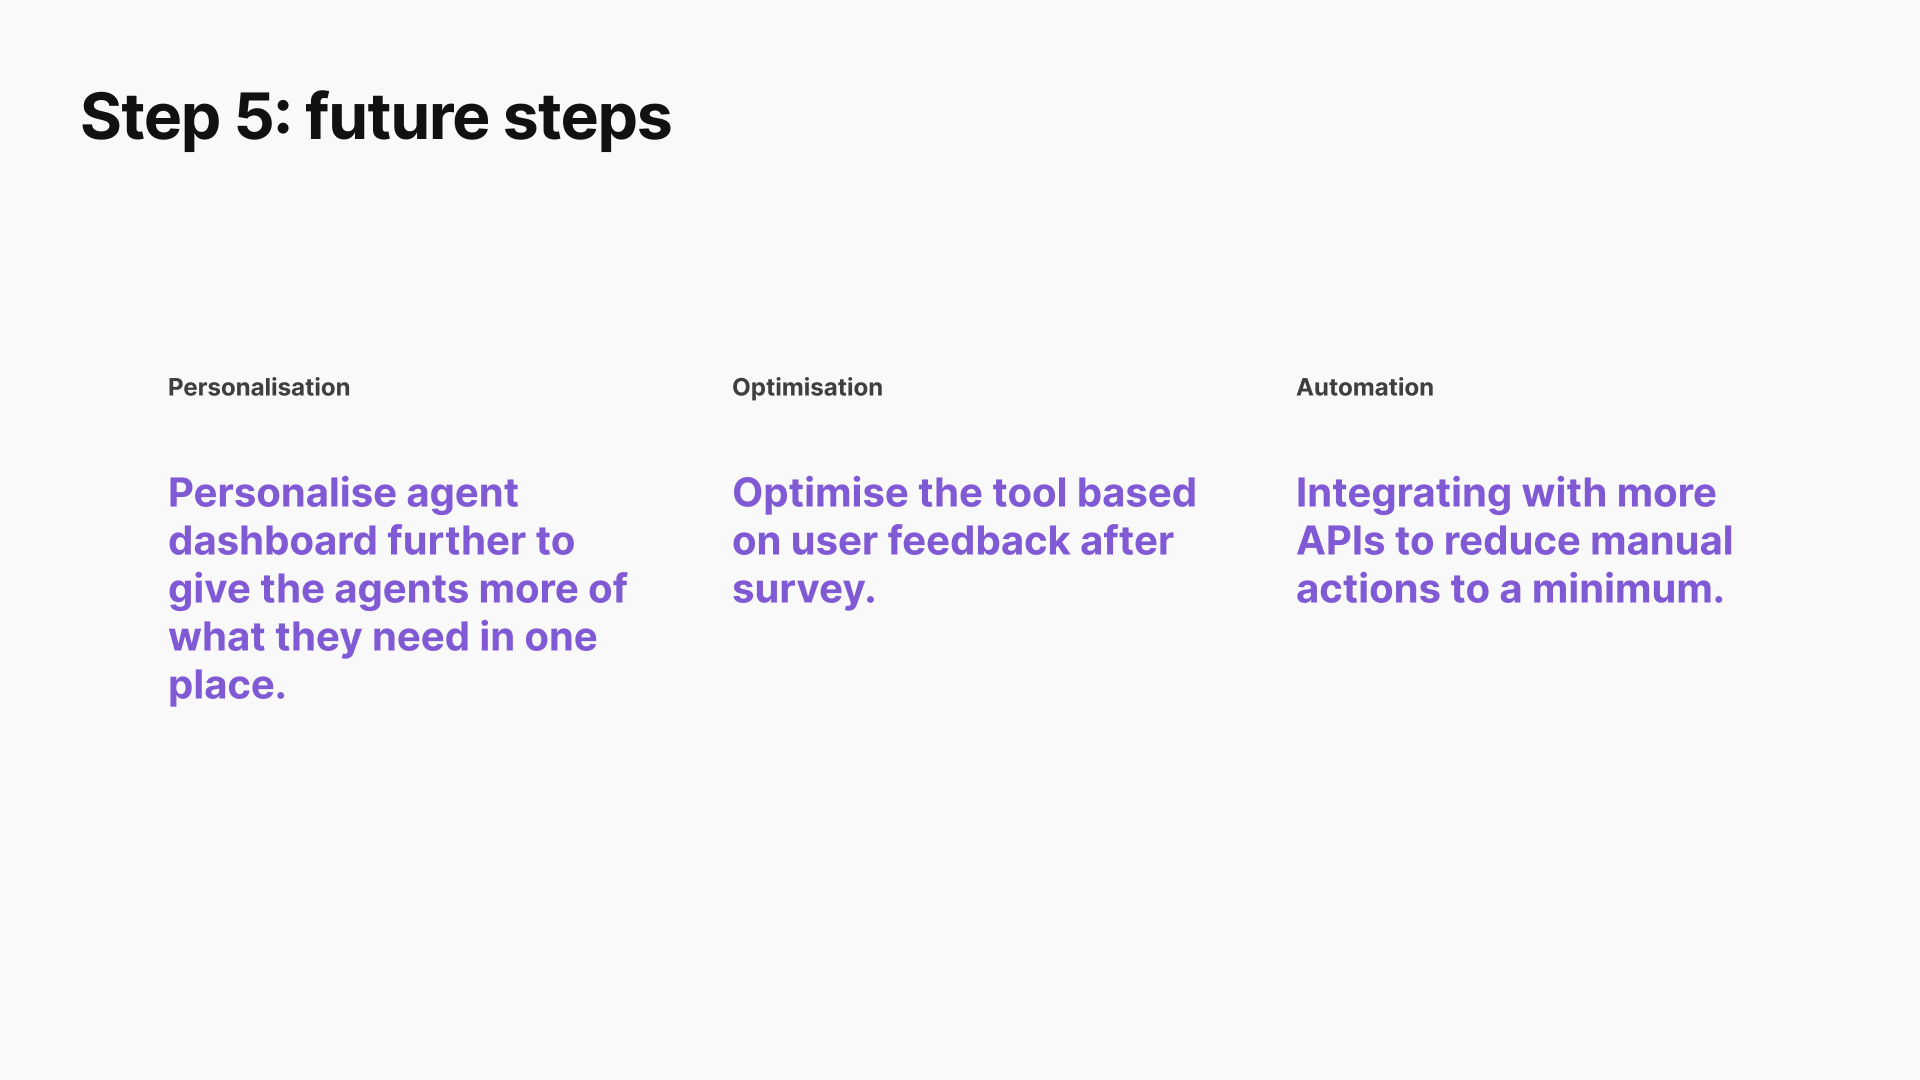 Step 5: future steps
Personalisation
Personalise agent
dashboard further to
give the agents more of
what they need in one
place.
Optimisation
Optimise the tool based
on user feedback after
survey.
Automation
Integrating with more
APIs to reduce manual
actions to a minimum.